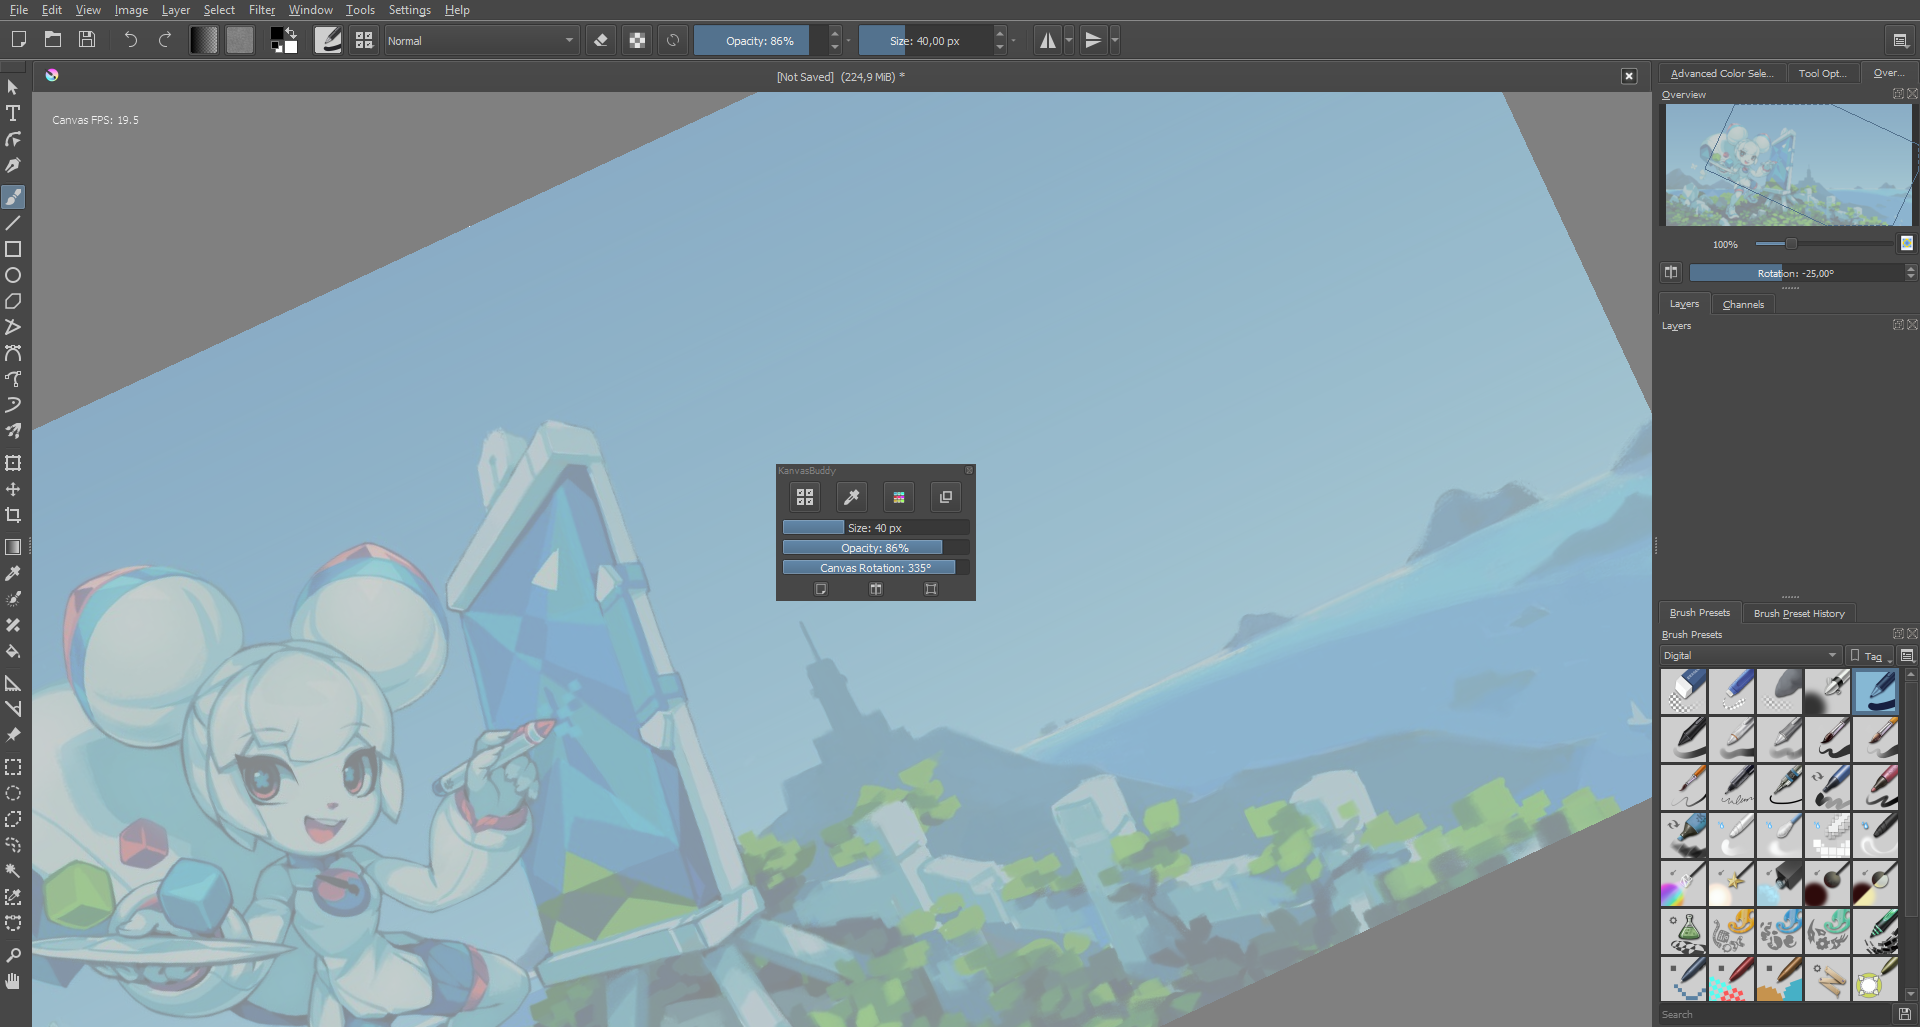 File Edit View Image Layer Select Filter Window Tools Settings Help
Normal
Opacity: 86%
Size: 40,00 px
[Not Saved] (224,9 MiB) *
Canvas FPS: 19.5
Advanced Color Sele... Tool Opt... Over...
Overview
100%
Rotation: -25,00°
Layers Channels
Layers
KanvasBuddy
Size: 40 px
Opacity: 86%
Canvas Rotation: 335°
Brush Presets Brush Preset History
Brush Presets
Digital
Tag
Search